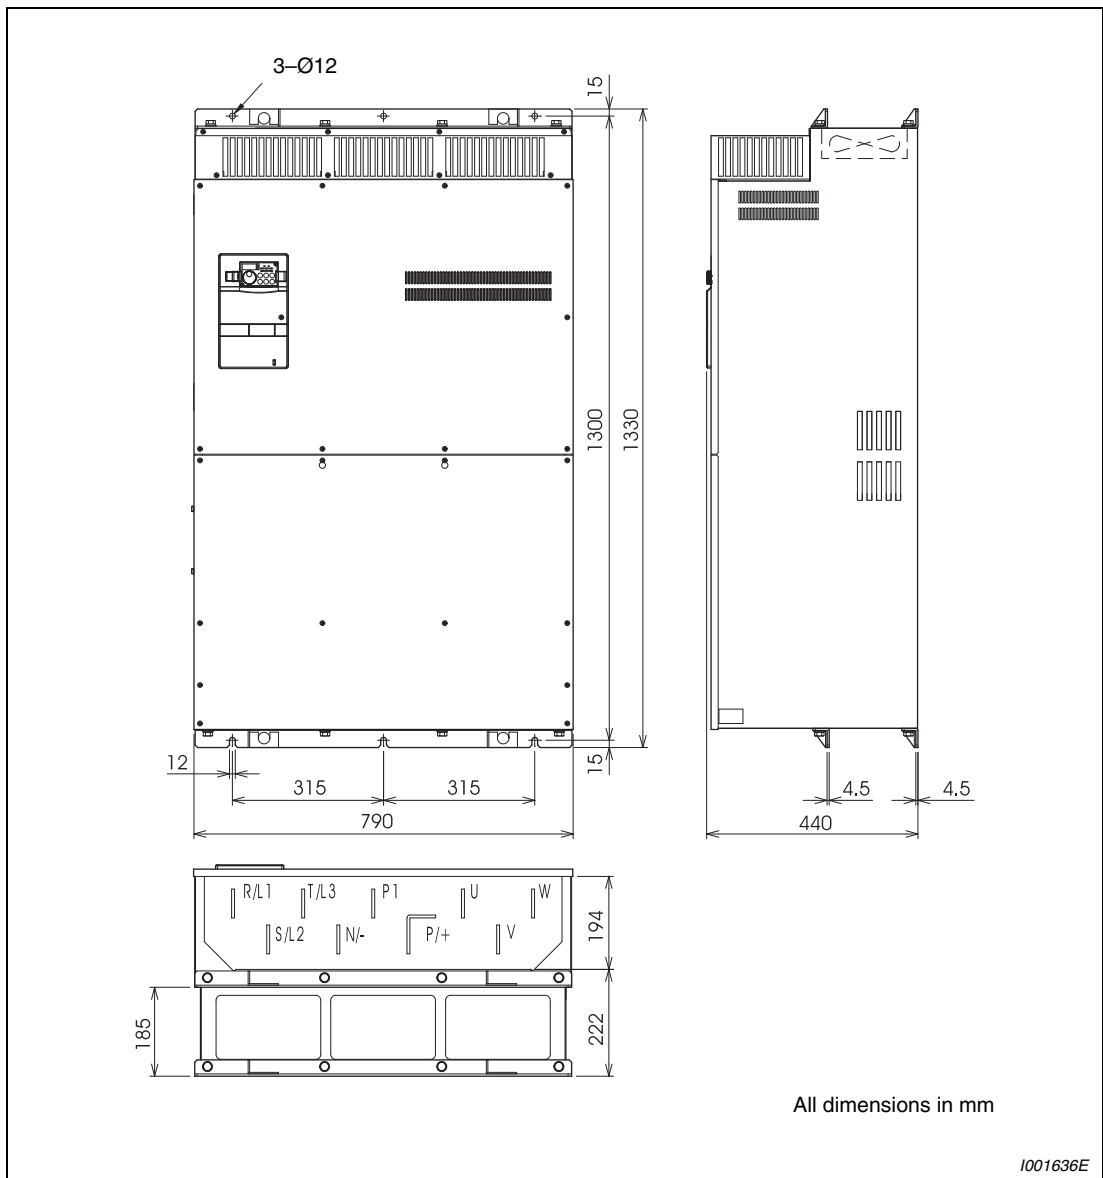 3–Ø12
15
1300
1330
12
315
315
15
790
4.5
4.5
440
R/L1
T/L3
P1
U
W
S/L2
N/-
P/+
V
194
185
222
All dimensions in mm
I001636E